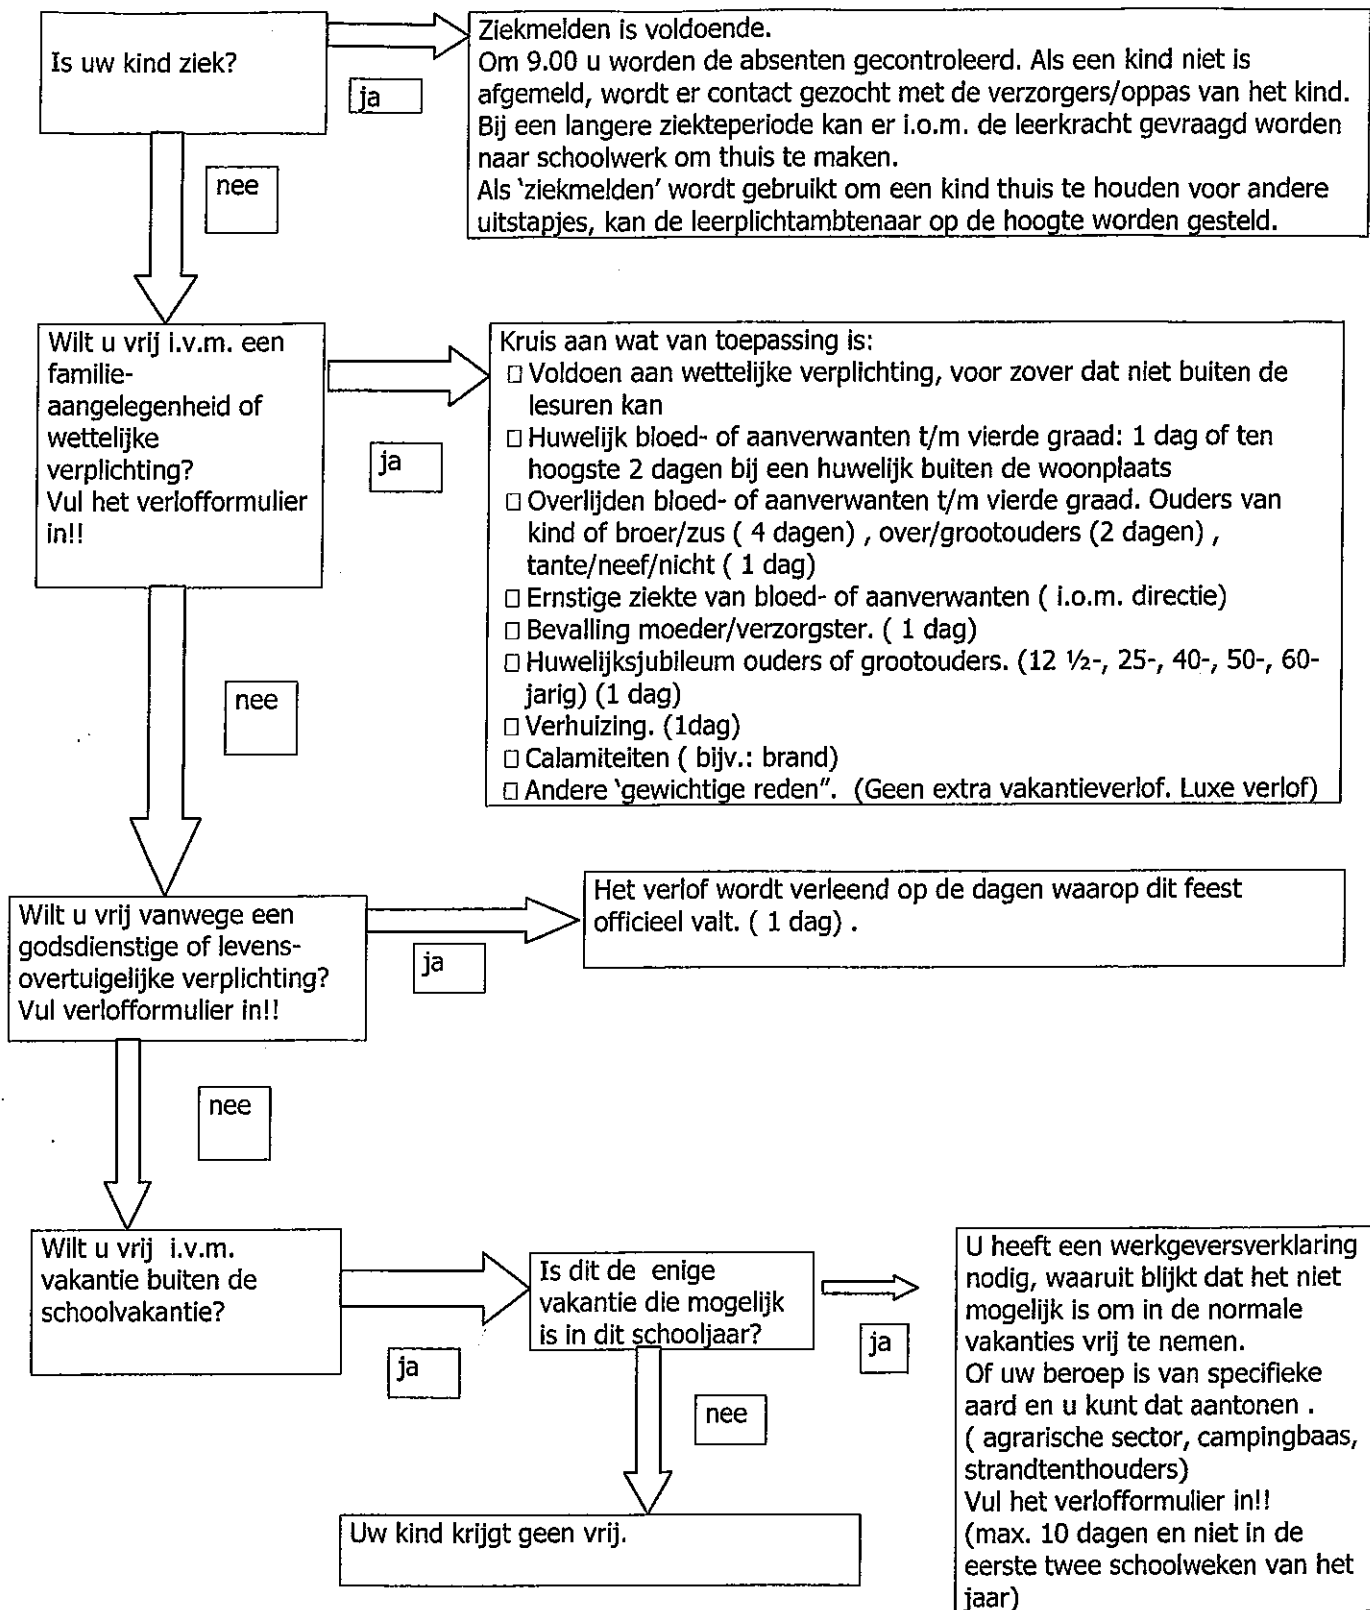 Is uw kind ziek?
ja
Ziekmelden is voldoende.
Om 9.00 u worden de absenten gecontroleerd. Als een kind niet is
afgemeld, wordt er contact gezocht met de verzorgers/oppas van het kind.
Bij een langere ziekteperiode kan er i.o.m. de leerkracht gevraagd worden
naar schoolwerk om thuis te maken.
Als ‘ziekmelden’ wordt gebruikt om een kind thuis te houden voor andere
uitstapjes, kan de leerplichtambtenaar op de hoogte worden gesteld.
nee
Wilt u vrij i.v.m. een
familie-
aangelegenheid of
wettelijke
verplichting?
Vul het verlofformulier
in!!
ja
Kruis aan wat van toepassing is:
□ Voldoen aan wettelijke verplichting, voor zover dat niet buiten de
lesuren kan
□ Huwelijk bloed- of aanverwanten t/m vierde graad: 1 dag of ten
hoogste 2 dagen bij een huwelijk buiten de woonplaats
□ Overlijden bloed- of aanverwanten t/m vierde graad. Ouders van
kind of broer/zus ( 4 dagen) , over/grootouders (2 dagen) ,
tante/neef/nicht ( 1 dag)
□ Ernstige ziekte van bloed- of aanverwanten ( i.o.m. directie)
□ Bevalling moeder/verzorgster. ( 1 dag)
□ Huwelijksjubileum ouders of grootouders. (12 ½-, 25-, 40-, 50-, 60-
jarig) (1 dag)
□ Verhuizing. (1dag)
□ Calamiteiten ( bijv.: brand)
□ Andere ‘gewichtige reden”. (Geen extra vakantieverlof. Luxe verlof)
nee
Wilt u vrij vanwege een
godsdienstige of levens-
overtuigelijke verplichting?
Vul verlofformulier in!!
ja
Het verlof wordt verleend op de dagen waarop dit feest
officieel valt. ( 1 dag) .
nee
Wilt u vrij i.v.m.
vakantie buiten de
schoolvakantie?
ja
Is dit de enige
vakantie die mogelijk
is in dit schooljaar?
ja
U heeft een werkgeversverklaring
nodig, waaruit blijkt dat het niet
mogelijk is om in de normale
vakanties vrij te nemen.
Of uw beroep is van specifieke
aard en u kunt dat aantonen .
( agrarische sector, campingbaas,
strandtenthouders)
Vul het verlofformulier in!!
(max. 10 dagen en niet in de
eerste twee schoolweken van het
jaar)
nee
Uw kind krijgt geen vrij.